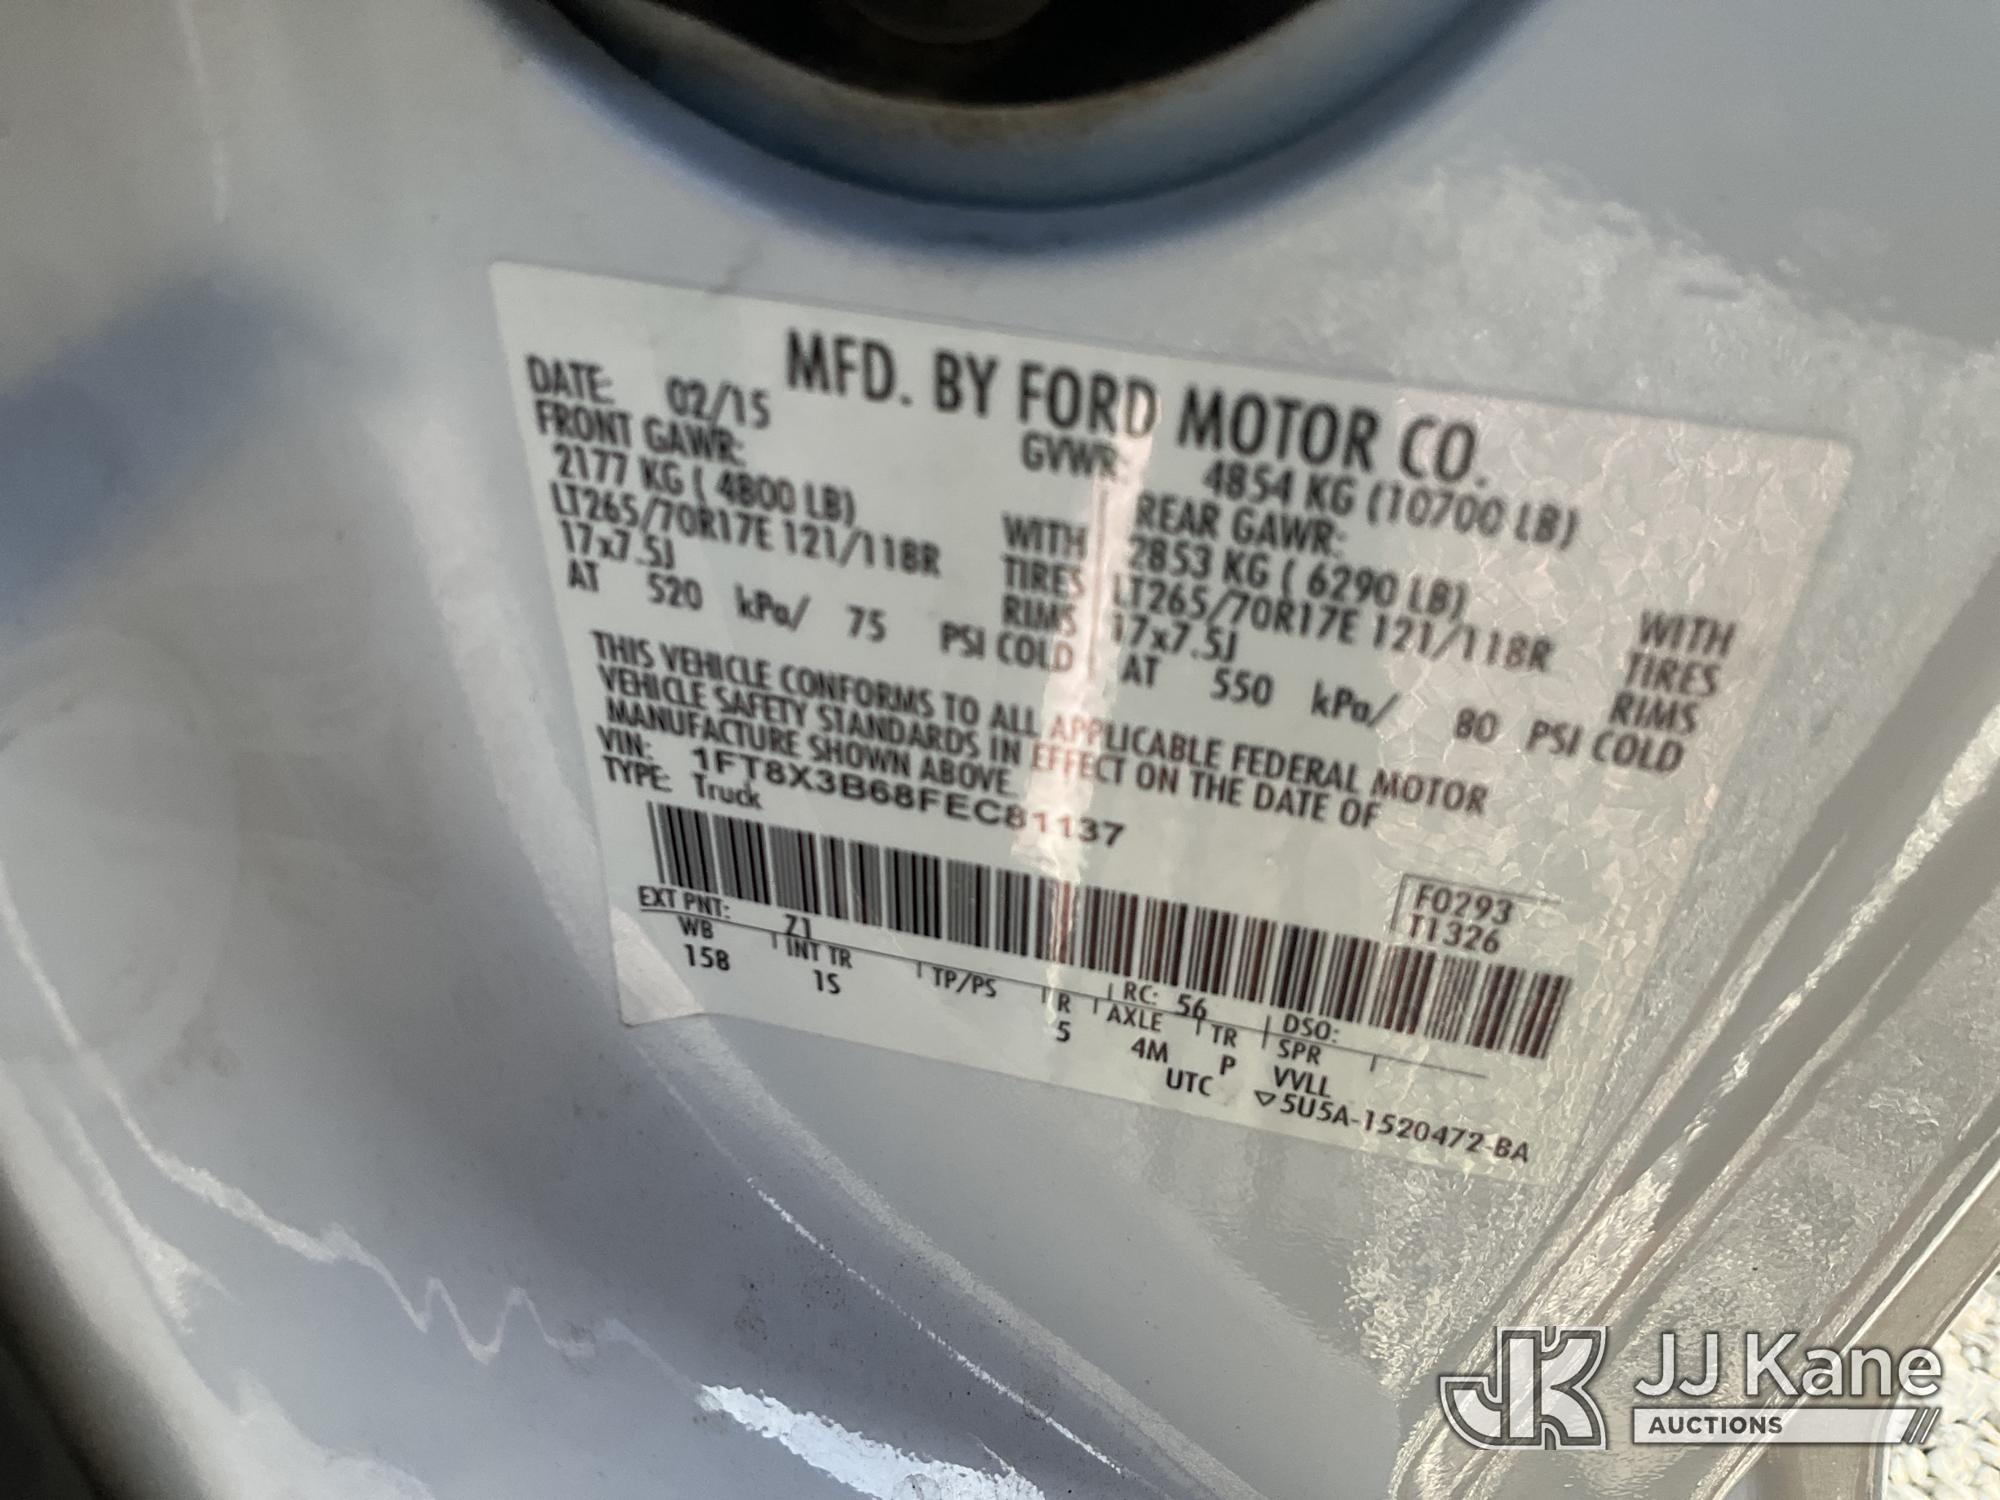 MFD. BY FORD MOTOR CO.
DATE: 02/15 GVWR: 4854 KG (10700 LB)
FRONT GAWR: REAR GAWR:
2177 KG ( 4800 LB) WITH 2853 KG ( 6290 LB) WITH
LT265/70R17E 121/118R TIRES LT265/70R17E 121/118R TIRES
17x7.5J RIMS 17x7.5J RIMS
AT 520 kPa/ 75 PSI COLD AT 550 kPa/ 80 PSI COLD
THIS VEHICLE CONFORMS TO ALL APPLICABLE FEDERAL MOTOR
VEHICLE SAFETY STANDARDS IN EFFECT ON THE DATE OF
MANUFACTURE SHOWN ABOVE.
VIN: 1FT8X3B68FEC81137
TYPE: Truck
F0293
T1326
EXT PNT: Z1 RC: 56 DSO:
WB INT TR TP/PS R AXLE TR SPR
158 1S 5 4M P VVLL
UTC ▽5U5A-1520472-BA
JK JJ Kane
AUCTIONS